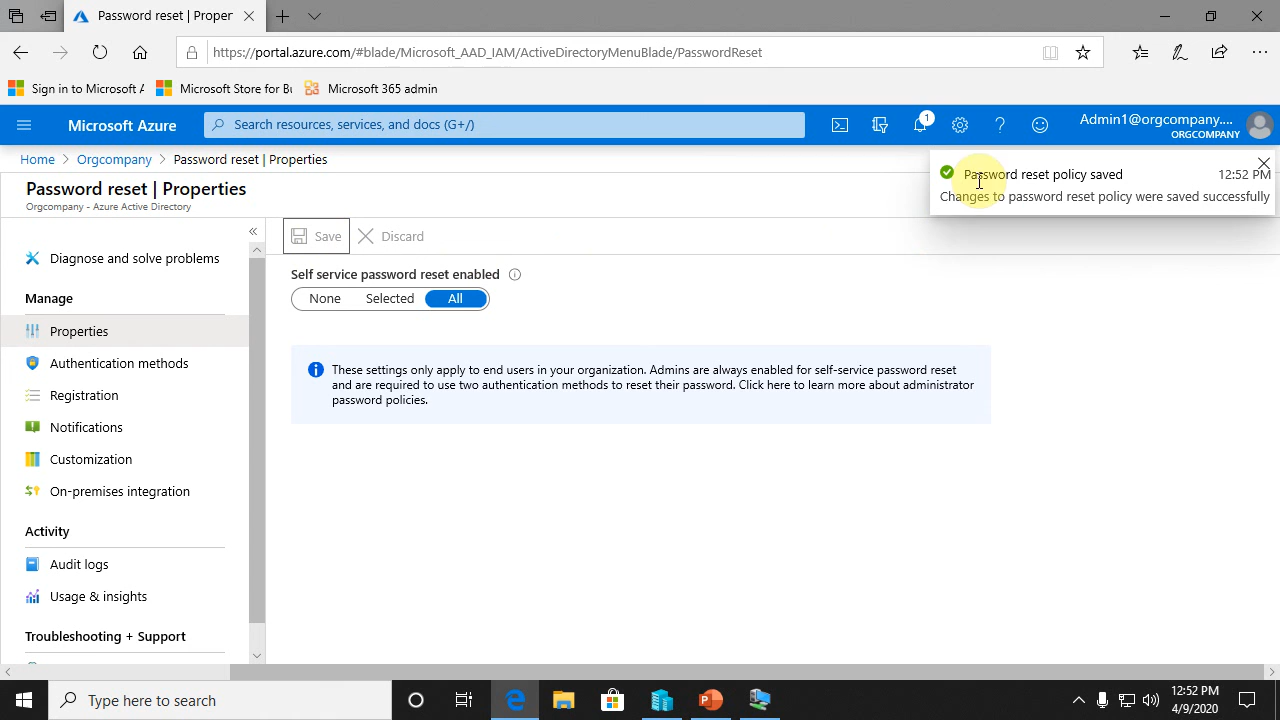 Password reset | Proper
https://portal.azure.com/#blade/Microsoft_AAD_IAM/ActiveDirectoryMenuBlade/PasswordReset
Sign in to Microsoft A
Microsoft Store for Bu
Microsoft 365 admin
Microsoft Azure
Search resources, services, and docs (G+/)
1
Admin1@orgcompany....
ORGCOMPANY
Home > Orgcompany > Password reset | Properties
Password reset | Properties
Orgcompany - Azure Active Directory
Password reset policy saved
12:52 PM
Changes to password reset policy were saved successfully
Diagnose and solve problems
Manage
Properties
Authentication methods
Registration
Notifications
Customization
On-premises integration
Activity
Audit logs
Usage & insights
Troubleshooting + Support
Save
Discard
Self service password reset enabled
None
Selected
All
These settings only apply to end users in your organization. Admins are always enabled for self-service password reset
and are required to use two authentication methods to reset their password. Click here to learn more about administrator
password policies.
Type here to search
12:52 PM
4/9/2020